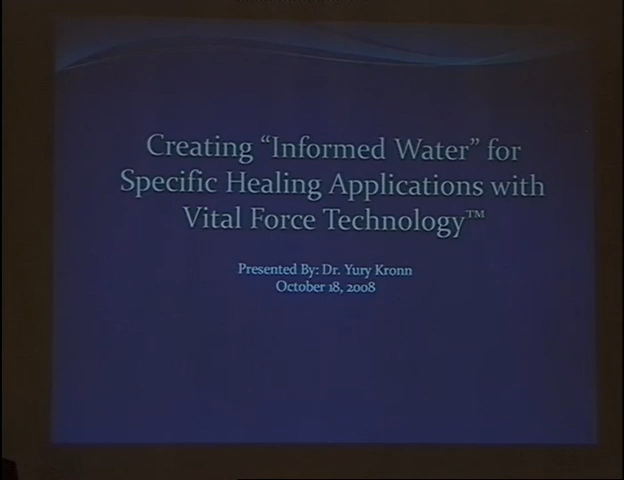 Creating “Informed Water” for
Specific Healing Applications with
Vital Force Technology™
Presented By: Dr. Yury Kronn
October 18, 2008